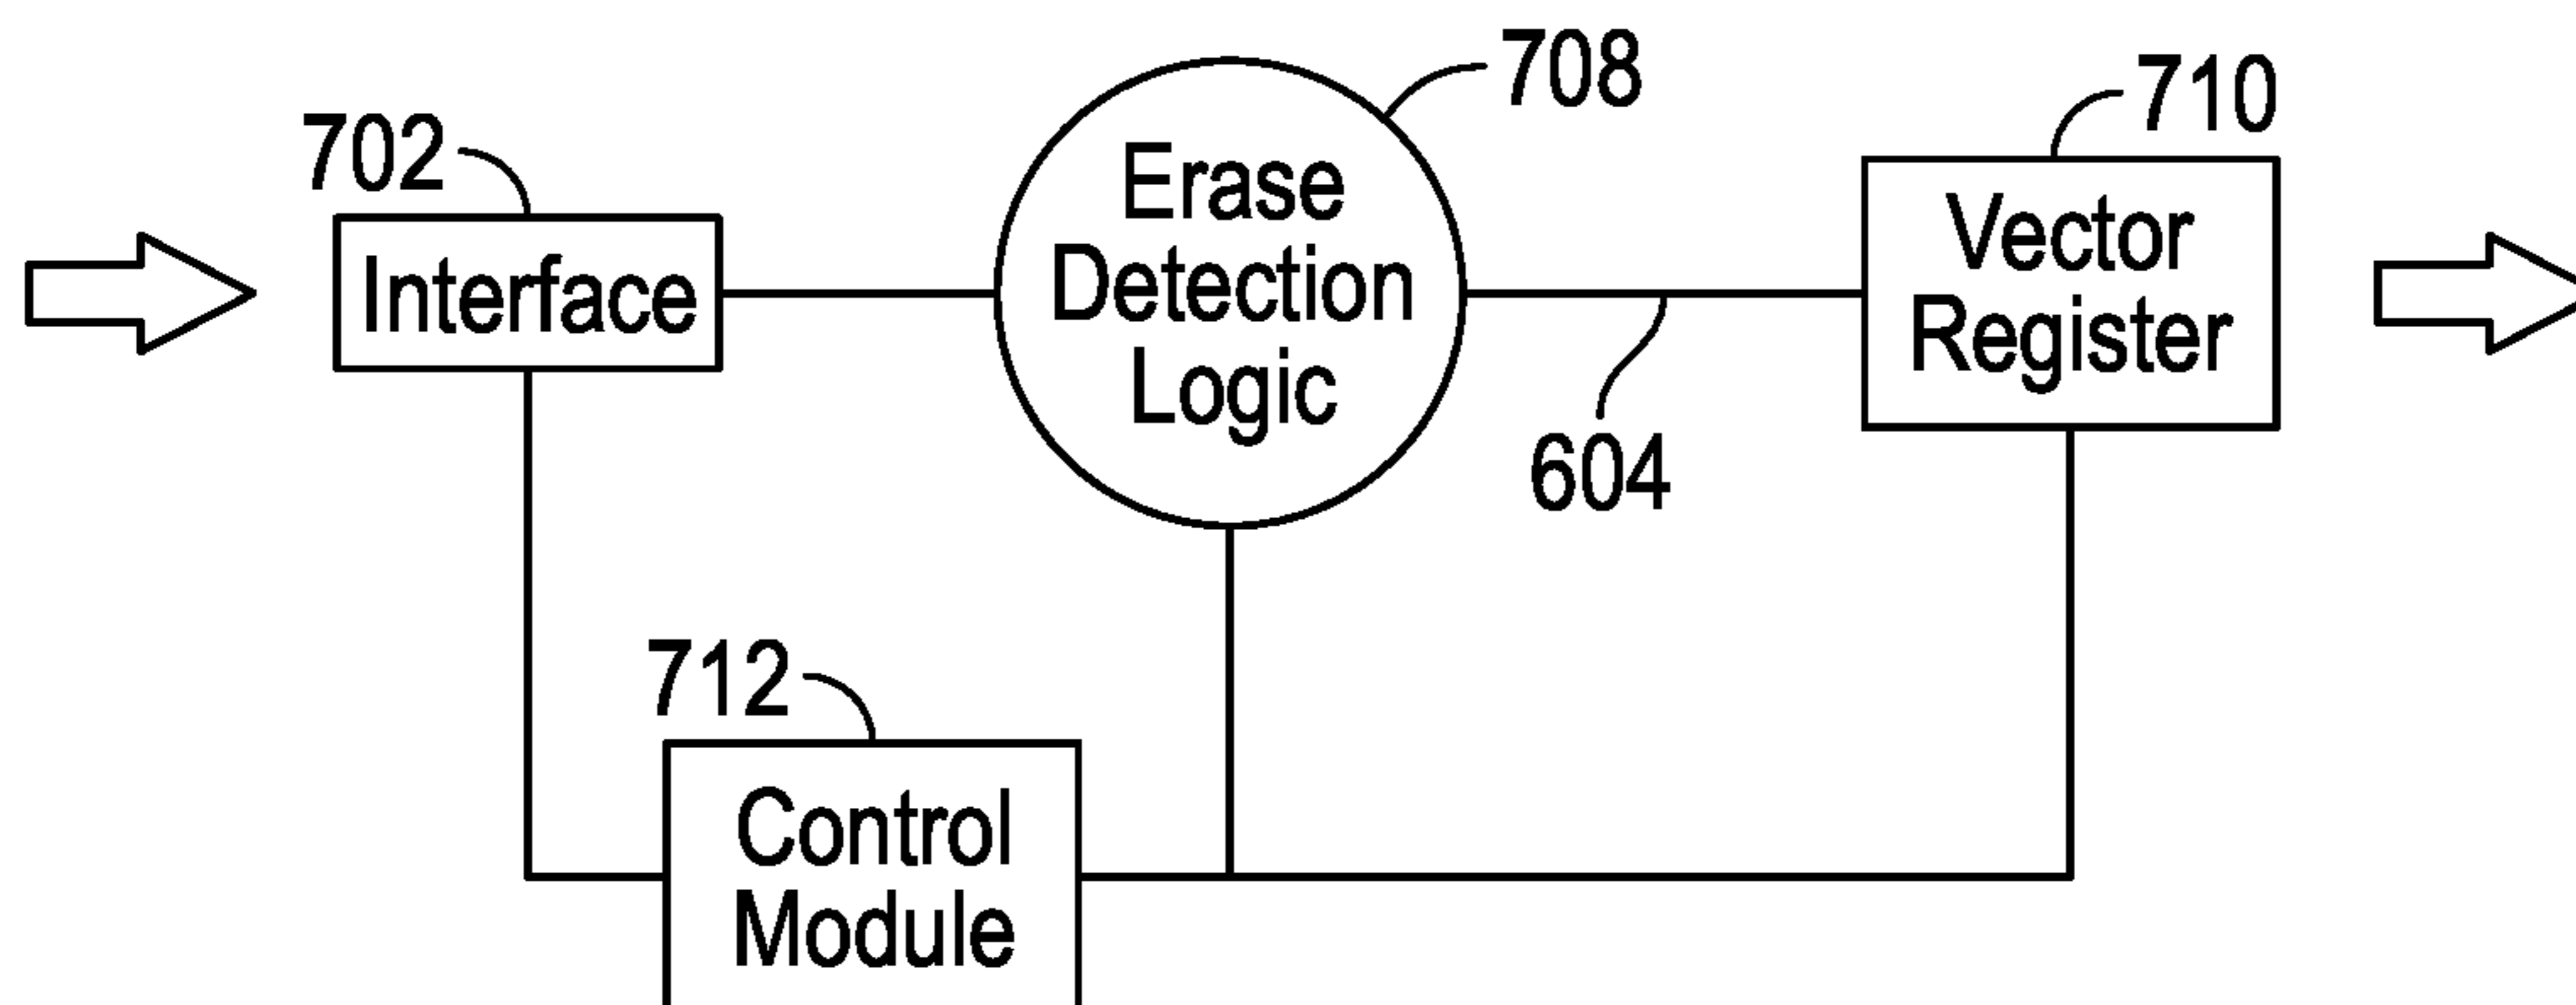 708
710
702
Erase
Detection
Logic
Vector
Register
Interface
604
712
Control
Module